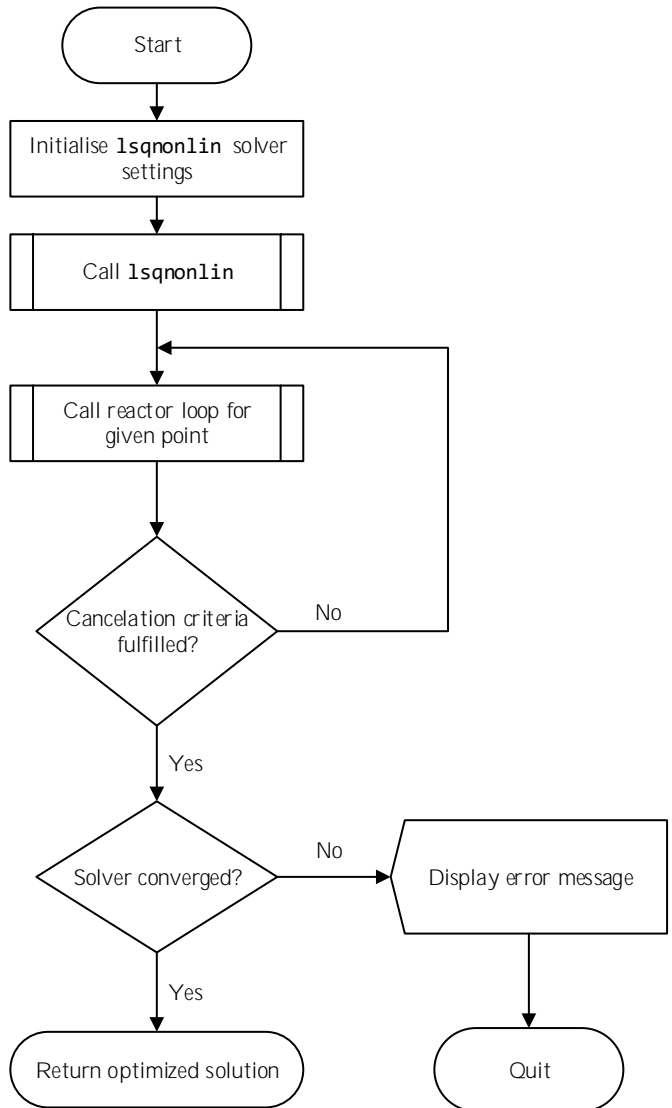 Start
Initialise lsqnonlin solver
settings
Call lsqnonlin
Call reactor loop for
given point
Cancelation criteria
fulfilled?
No
Yes
Solver converged?
No
Display error message
Yes
Return optimized solution
Quit